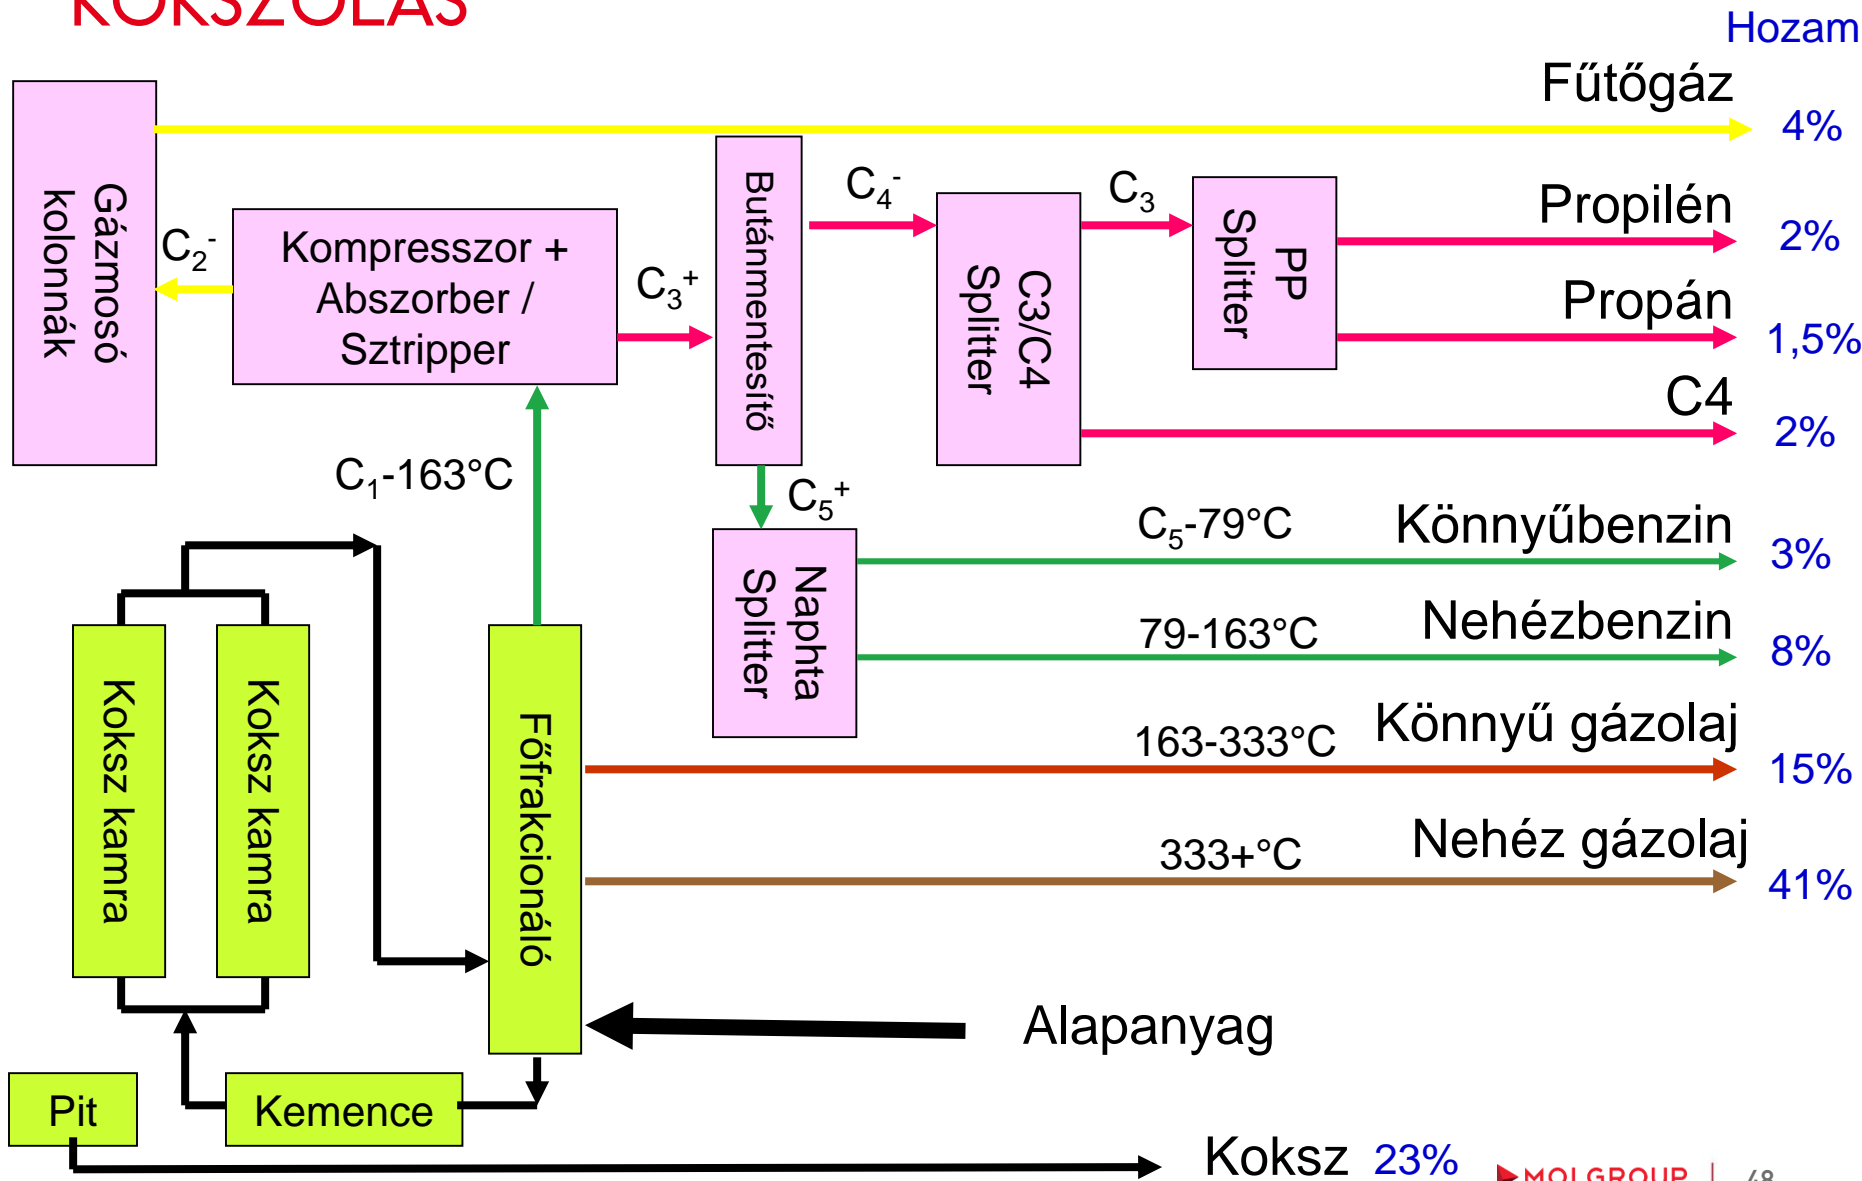 KOKSZOLÁS
Hozam
Fűtőgáz
4%
Gázmosó
kolonnák
C2-
Kompresszor +
Abszorber /
Sztripper
C3+
Butánmentesítő
C4-
C3/C4
Splitter
C3
PP
Splitter
Propilén
2%
Propán
1,5%
C4
2%
C1-163°C
C5+
Naphta
Splitter
C5-79°C
Könnyűbenzin
3%
79-163°C
Nehézbenzin
8%
Koksz kamra
Koksz kamra
Főfrakcionáló
163-333°C
Könnyű gázolaj
15%
333+°C
Nehéz gázolaj
41%
Alapanyag
Pit
Kemence
Koksz 23%
MOLGROUP | 48